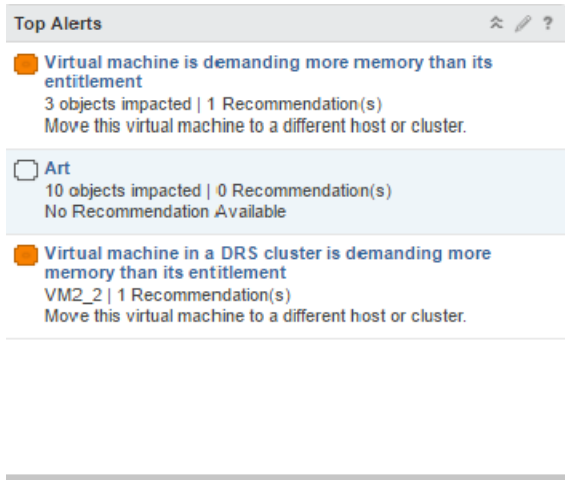 Top Alerts ?
Virtual machine is demanding more memory than its
entitlement
3 objects impacted | 1 Recommendation(s)
Move this virtual machine to a different host or cluster.
Art
10 objects impacted | 0 Recommendation(s)
No Recommendation Available
Virtual machine in a DRS cluster is demanding more
memory than its entitlement
VM2_2 | 1 Recommendation(s)
Move this virtual machine to a different host or cluster.